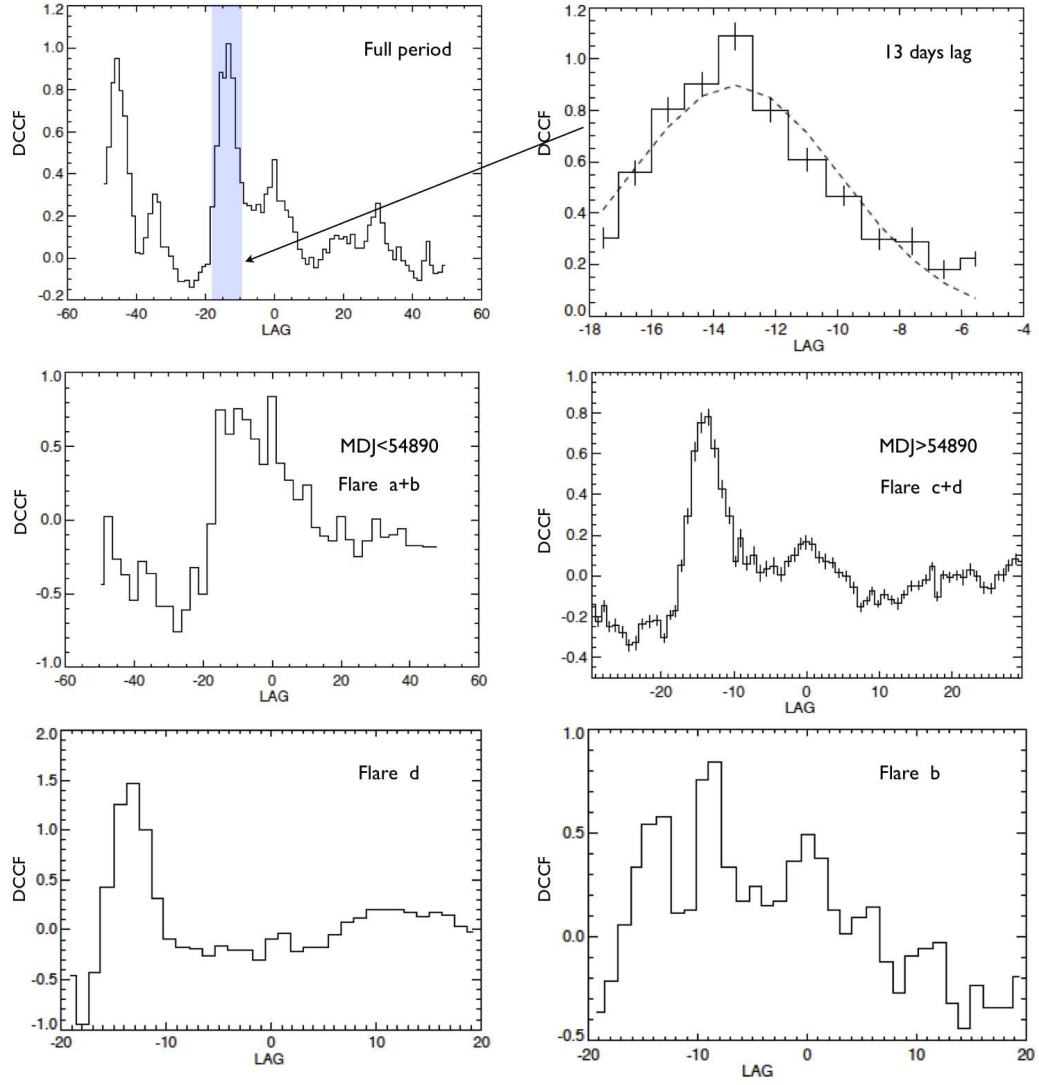 1.2
1.0
0.8
0.6
0.4
0.2
0.0
-0.2
DCCF
Full period
-60 -40 -20 0 20 40 60
LAG
1.2
1.0
0.8
0.6
0.4
0.2
0.0
DCCF
13 days lag
-18 -16 -14 -12 -10 -8 -6 -4
LAG
1.0
0.5
0.0
-0.5
-1.0
DCCF
MDJ<54890
Flare a+b
-60 -40 -20 0 20 40 60
LAG
1.0
0.8
0.6
0.4
0.2
0.0
-0.2
-0.4
DCCF
MDJ>54890
Flare c+d
-20 -10 0 10 20
LAG
2.0
1.5
1.0
0.5
0.0
-0.5
-1.0
DCCF
Flare d
-20 -10 0 10 20
LAG
1.0
0.5
0.0
-0.5
DCCF
Flare b
-20 -10 0 10 20
LAG